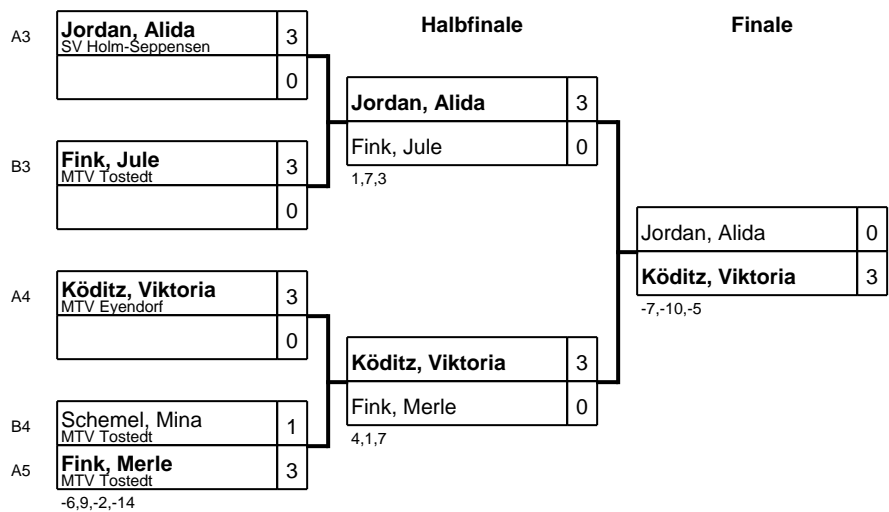 Halbfinale
Finale
A3
Jordan, Alida 3
SV Holm-Seppensen
0
B3
Fink, Jule 3
MTV Tostedt
0
A4
Köditz, Viktoria 3
MTV Eyendorf
0
B4
Schemel, Mina 1
MTV Tostedt
A5
Fink, Merle 3
MTV Tostedt
-6,9,-2,-14
Jordan, Alida 3
Fink, Jule 0
1,7,3
Köditz, Viktoria 3
Fink, Merle 0
4,1,7
Jordan, Alida 0
Köditz, Viktoria 3
-7,-10,-5